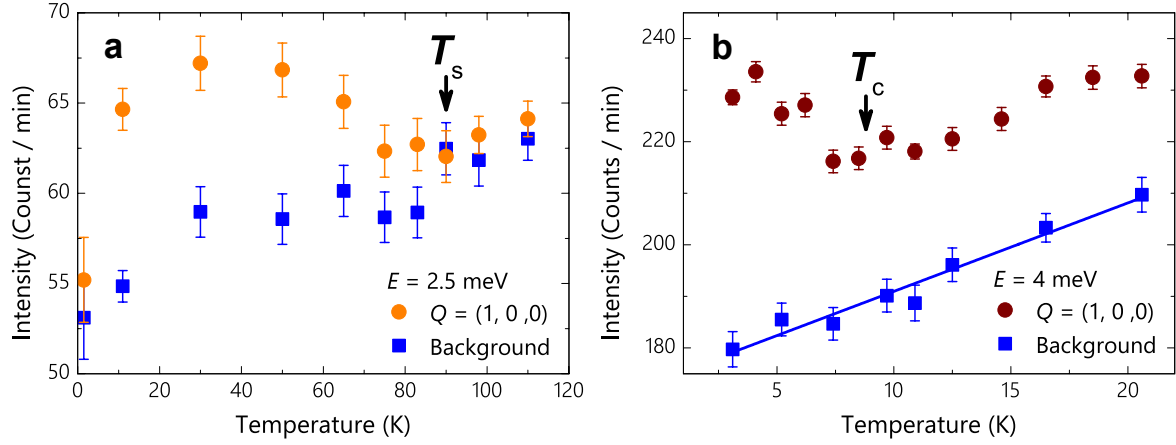 a
Ts
E = 2.5 meV
Q = (1, 0 ,0)
Background
Intensity (Counst / min)
70
65
60
55
50
0
20
40
60
80
100
120
Temperature (K)
b
Tc
E = 4 meV
Q = (1, 0 ,0)
Background
Intensity (Counts / min)
240
220
200
180
5
10
15
20
Temperature (K)